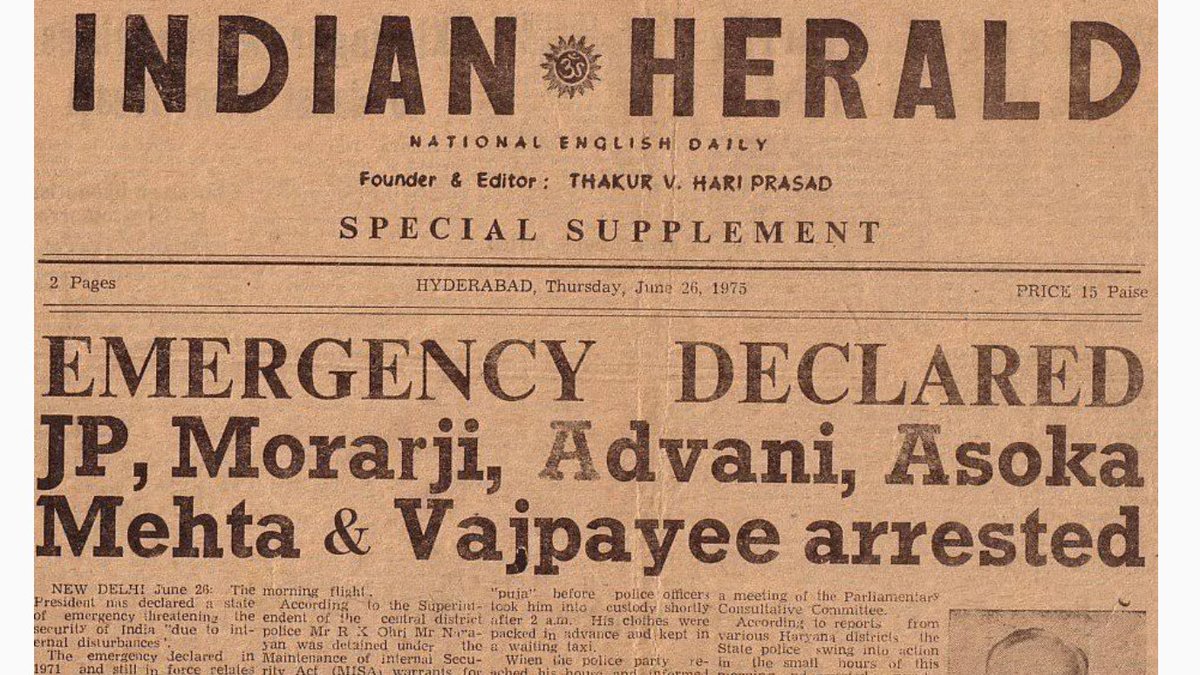 INDIAN ॐ HERALD
NATIONAL ENGLISH DAILY
Founder & Editor : THAKUR V. HARI PRASAD
SPECIAL SUPPLEMENT
2 Pages
HYDERABAD, Thursday, June 26, 1975
PRICE 15 Paise
EMERGENCY DECLARED
JP, Morarji, Advani, Asoka
Mehta & Vajpayee arrested
NEW DELHI June 26: The
President has declared a state
of emergency threatening the
security of India "due to int-
ernal disturbances".
The emergency declared in
1971 and still in force relates
morning flight.
According to the Superint-
endent of the central district
police Mr R K Ohri Mr Nara-
yan was detained under the
Maintenance of Internal Secu-
rity Act (MISA) warrants for
"puja" before police officers
took him into custody shortly
after 2 a.m. His clothes were
packed in advance and kept in
a waiting taxi.
When the police party re-
ached his house and informed
a meeting of the Parliamentary
Consultative Committee.
According to reports from
various Haryana districts the
State police swing into action
in the small hours of this